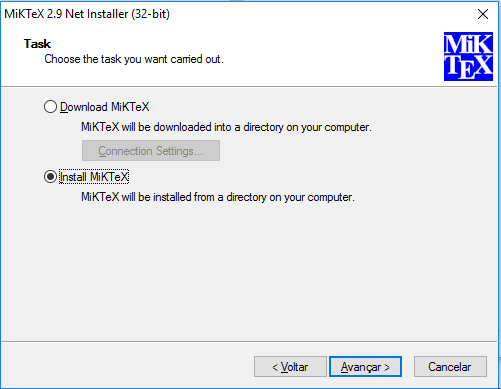 MiKTeX 2.9 Net Installer (32-bit)
Task
Choose the task you want carried out.
MiK
TEX
Download MiKTeX
MiKTeX will be downloaded into a directory on your computer.
Connection Settings...
Install MiKTeX
MiKTeX will be installed from a directory on your computer.
< Voltar
Avançar >
Cancelar